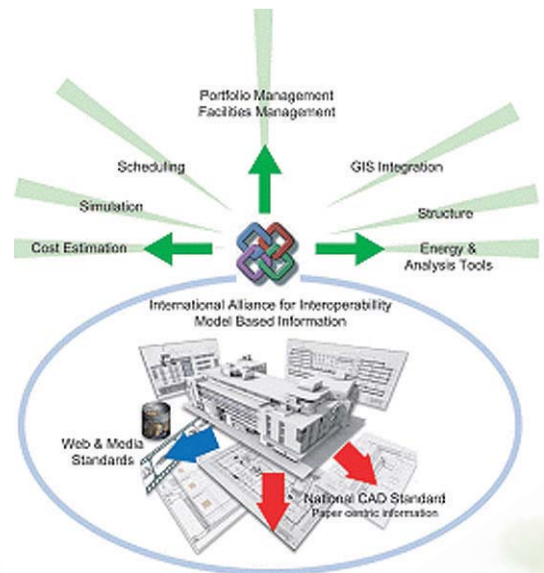 Portfolio Management
Facilities Management
Scheduling
GIS Integration
Simulation
Structure
Cost Estimation
Energy &
Analysis Tools
International Alliance for Interoperabillity
Model Based Information
Web & Media
Standards
National CAD Standard
Paper centric information